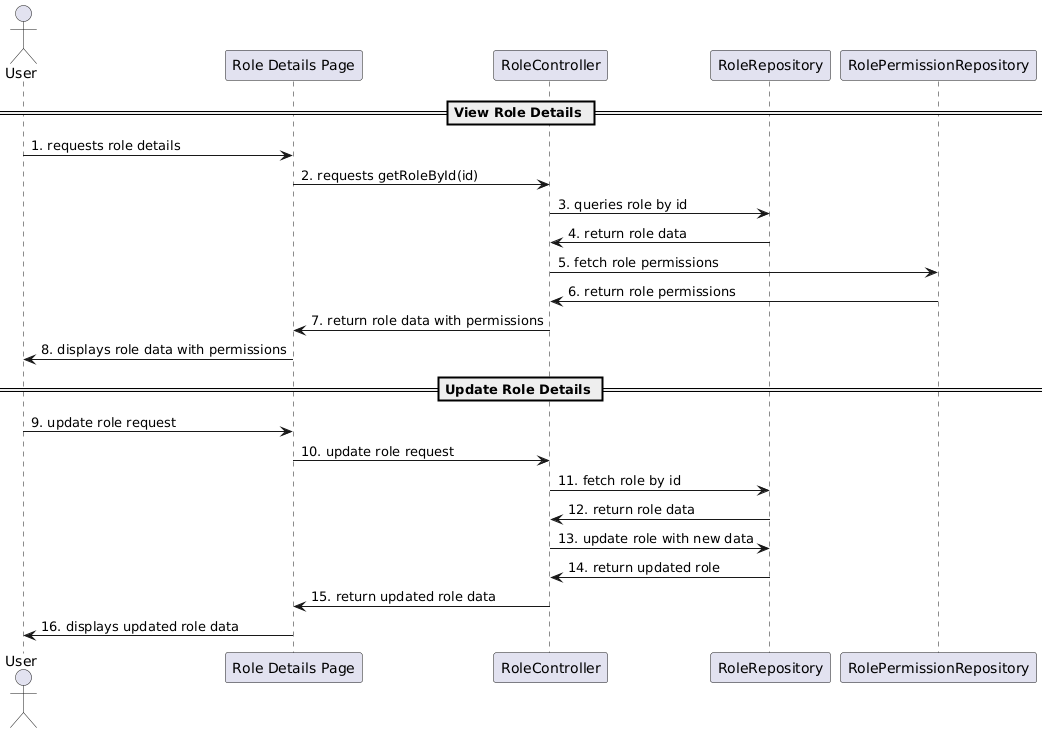 User
Role Details Page
RoleController
RoleRepository
RolePermissionRepository
View Role Details
1. requests role details
2. requests getRoleById(id)
3. queries role by id
4. return role data
5. fetch role permissions
6. return role permissions
7. return role data with permissions
8. displays role data with permissions
Update Role Details
9. update role request
10. update role request
11. fetch role by id
12. return role data
13. update role with new data
14. return updated role
15. return updated role data
16. displays updated role data
User
Role Details Page
RoleController
RoleRepository
RolePermissionRepository